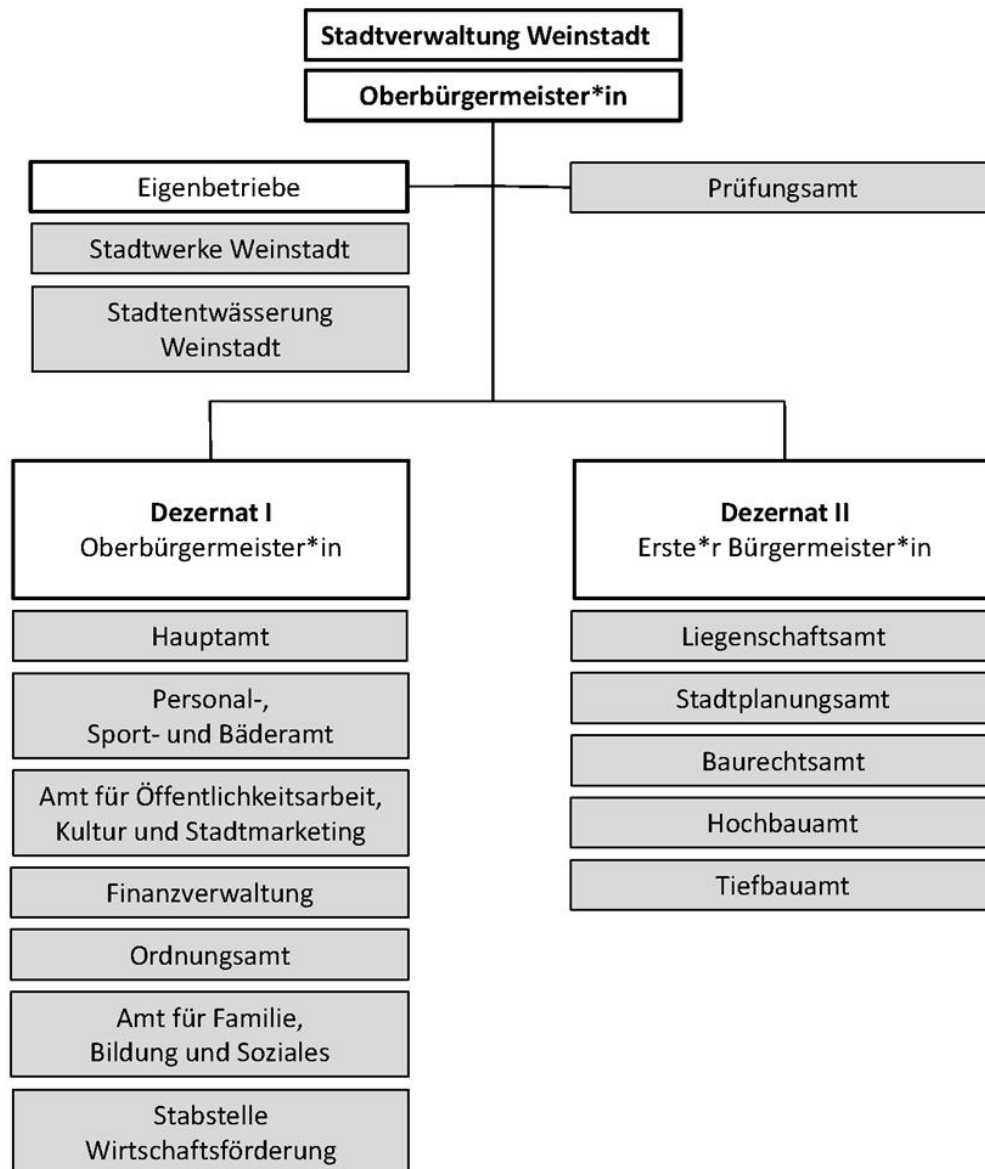 Stadtverwaltung Weinstadt
Oberbürgermeister*in
Eigenbetriebe
Prüfungsamt
Stadtwerke Weinstadt
Stadtentwässerung
Weinstadt
Dezernat I
Oberbürgermeister*in
Hauptamt
Personal-,
Sport- und Bäderamt
Amt für Öffentlichkeitsarbeit,
Kultur und Stadtmarketing
Finanzverwaltung
Ordnungsamt
Amt für Familie,
Bildung und Soziales
Stabstelle
Wirtschaftsförderung
Dezernat II
Erste*r Bürgermeister*in
Liegenschaftsamt
Stadtplanungsamt
Baurechtsamt
Hochbauamt
Tiefbauamt